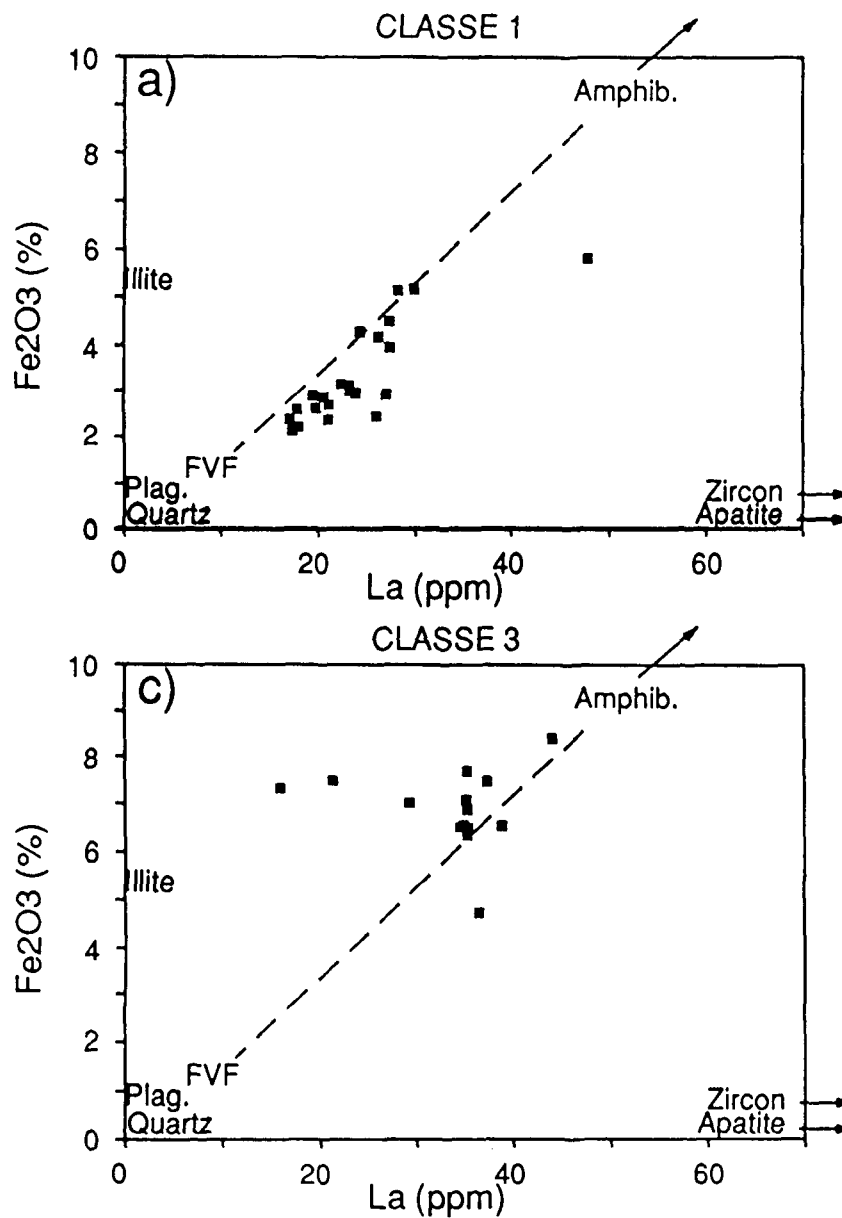 CLASSE 1
a)
10
8
6
4
2
0
Fe2O3 (%)
Amphib.
Illite
FVF
Plag.
Quartz
Zircon
Apatite
0 20 40 60
La (ppm)
CLASSE 3
c)
10
8
6
4
2
0
Fe2O3 (%)
Amphib.
Illite
FVF
Plag.
Quartz
Zircon
Apatite
0 20 40 60
La (ppm)